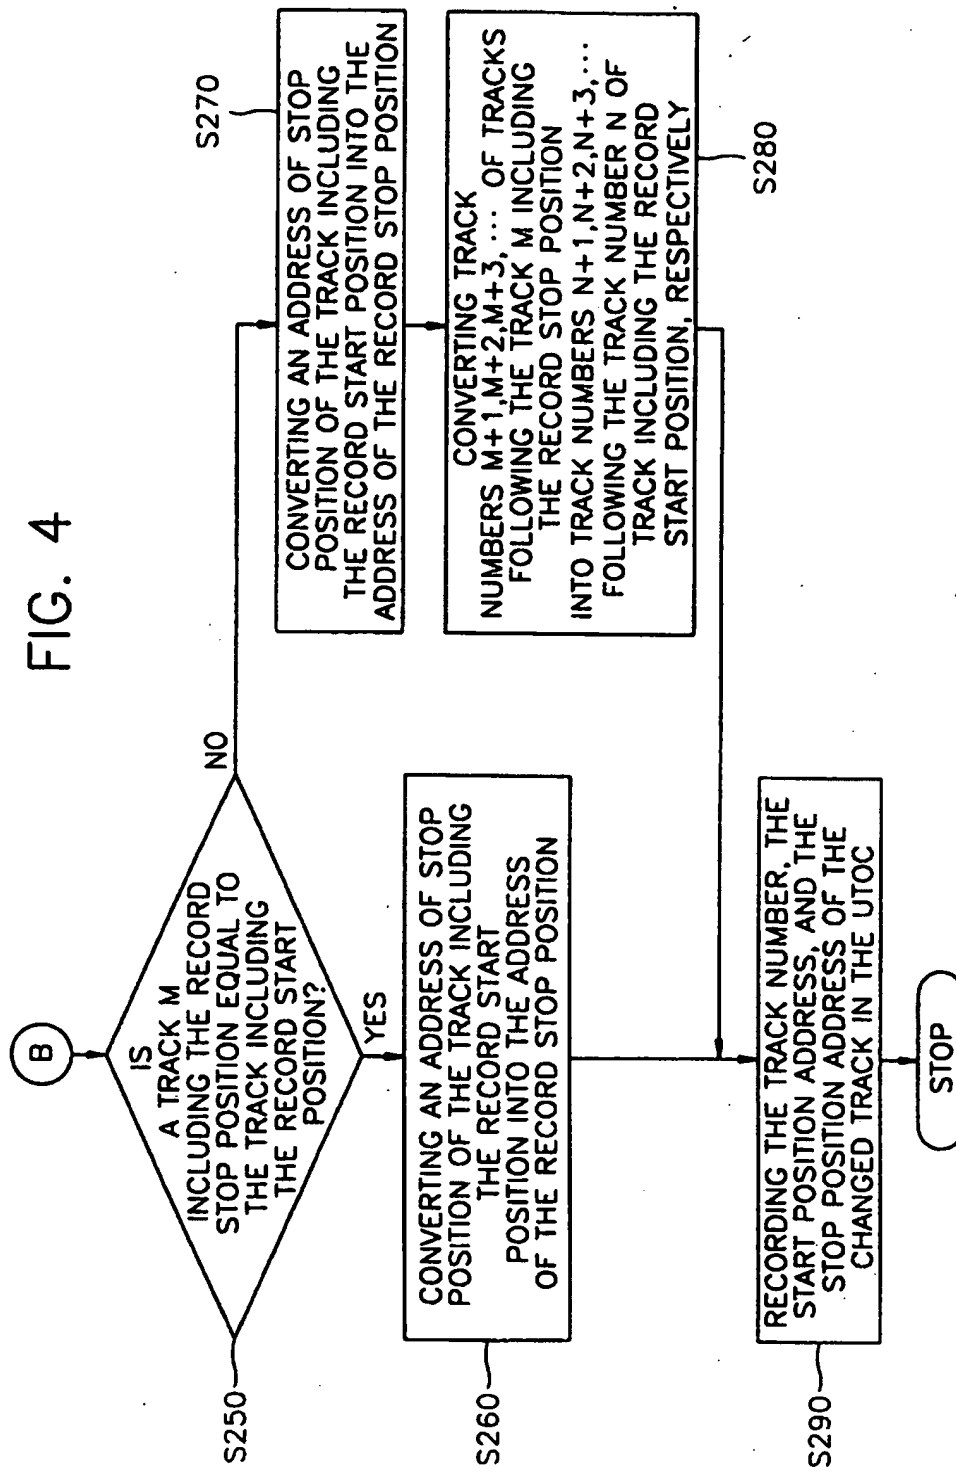 FIG. 4
B
IS
A TRACK M
INCLUDING THE RECORD
STOP POSITION EQUAL TO
THE TRACK INCLUDING
THE RECORD START
POSITION?
S250
NO
YES
CONVERTING AN ADDRESS OF STOP
POSITION OF THE TRACK INCLUDING
THE RECORD START
POSITION INTO THE ADDRESS
OF THE RECORD STOP POSITION
S260
CONVERTING AN ADDRESS OF STOP
POSITION OF THE TRACK INCLUDING
THE RECORD START POSITION INTO THE
ADDRESS OF THE RECORD STOP POSITION
S270
CONVERTING TRACK
NUMBERS M+1,M+2,M+3, ... OF TRACKS
FOLLOWING THE TRACK M INCLUDING
THE RECORD STOP POSITION
INTO TRACK NUMBERS N+1,N+2,N+3, ...
FOLLOWING THE TRACK NUMBER N OF
TRACK INCLUDING THE RECORD
START POSITION, RESPECTIVELY
S280
RECORDING THE TRACK NUMBER, THE
START POSITION ADDRESS, AND THE
STOP POSITION ADDRESS OF THE
CHANGED TRACK IN THE UTOC
S290
STOP